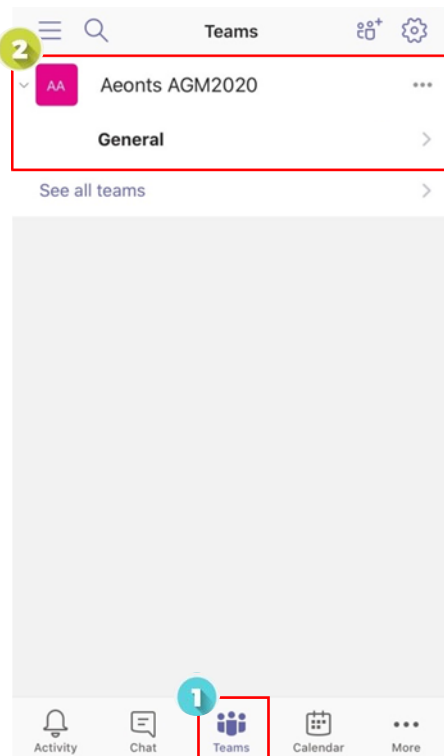 Teams
2
AA Aeonts AGM2020
General
See all teams
1
Activity Chat Teams Calendar More